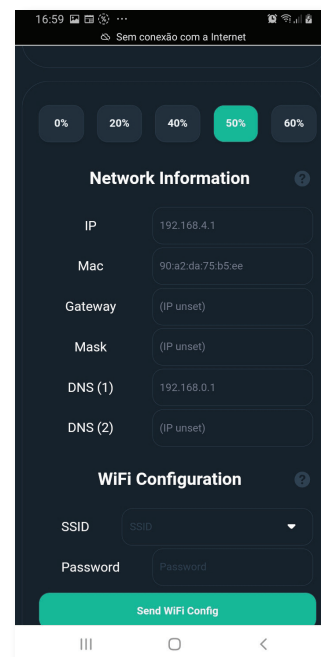 16:59
Sem conexão com a Internet
0% 20% 40% 50% 60%
Network Information ?
IP 192.168.4.1
Mac 90:a2:da:75:b5:ee
Gateway (IP unset)
Mask (IP unset)
DNS (1) 192.168.0.1
DNS (2) (IP unset)
WiFi Configuration ?
SSID SSID
Password Password
Send WiFi Config